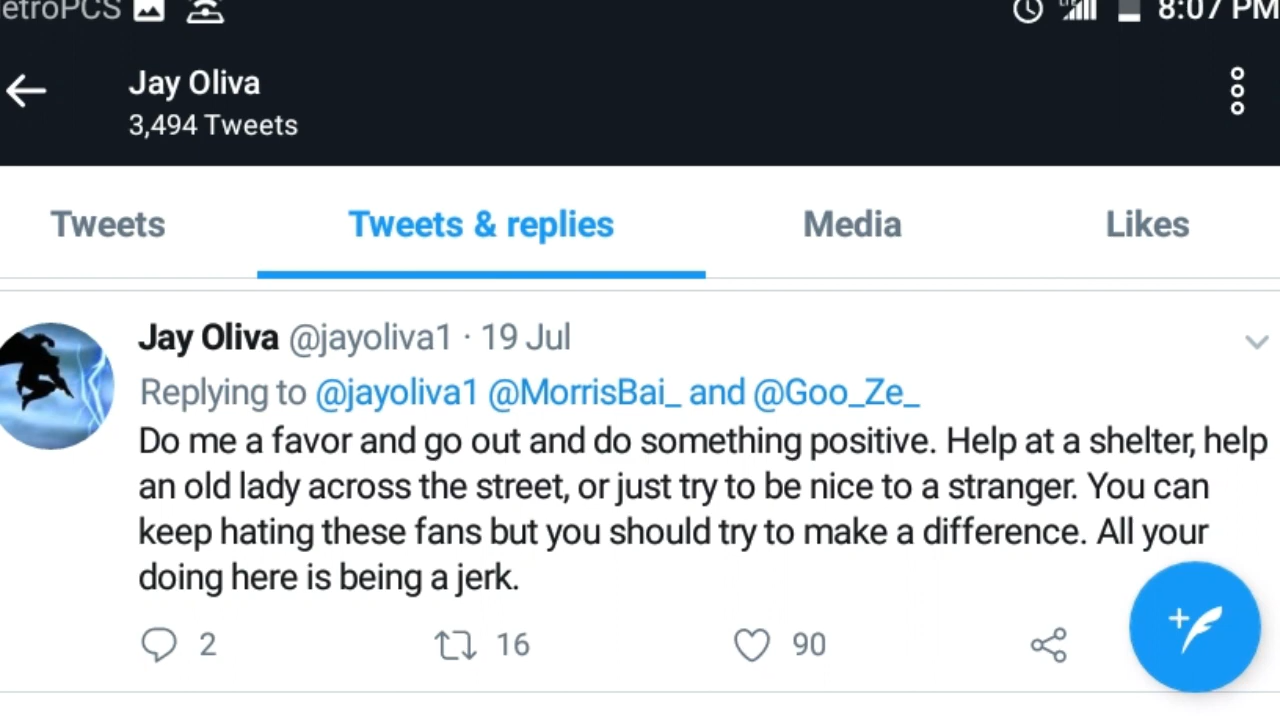 etroPCS 8:07 PM
Jay Oliva
3,494 Tweets
Tweets Tweets & replies Media Likes
Jay Oliva @jayoliva1 · 19 Jul
Replying to @jayoliva1 @MorrisBai_ and @Goo_Ze_
Do me a favor and go out and do something positive. Help at a shelter, help
an old lady across the street, or just try to be nice to a stranger. You can
keep hating these fans but you should try to make a difference. All your
doing here is being a jerk.
2 16 90